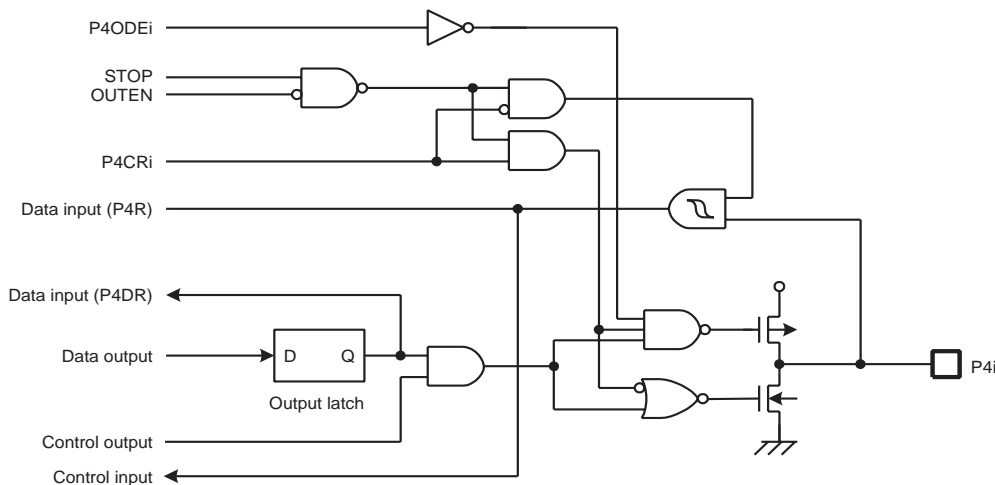 P4ODEi
STOP
OUTEN
P4CRi
Data input (P4R)
Data input (P4DR)
Data output
D Q
P4i
Output latch
Control output
Control input